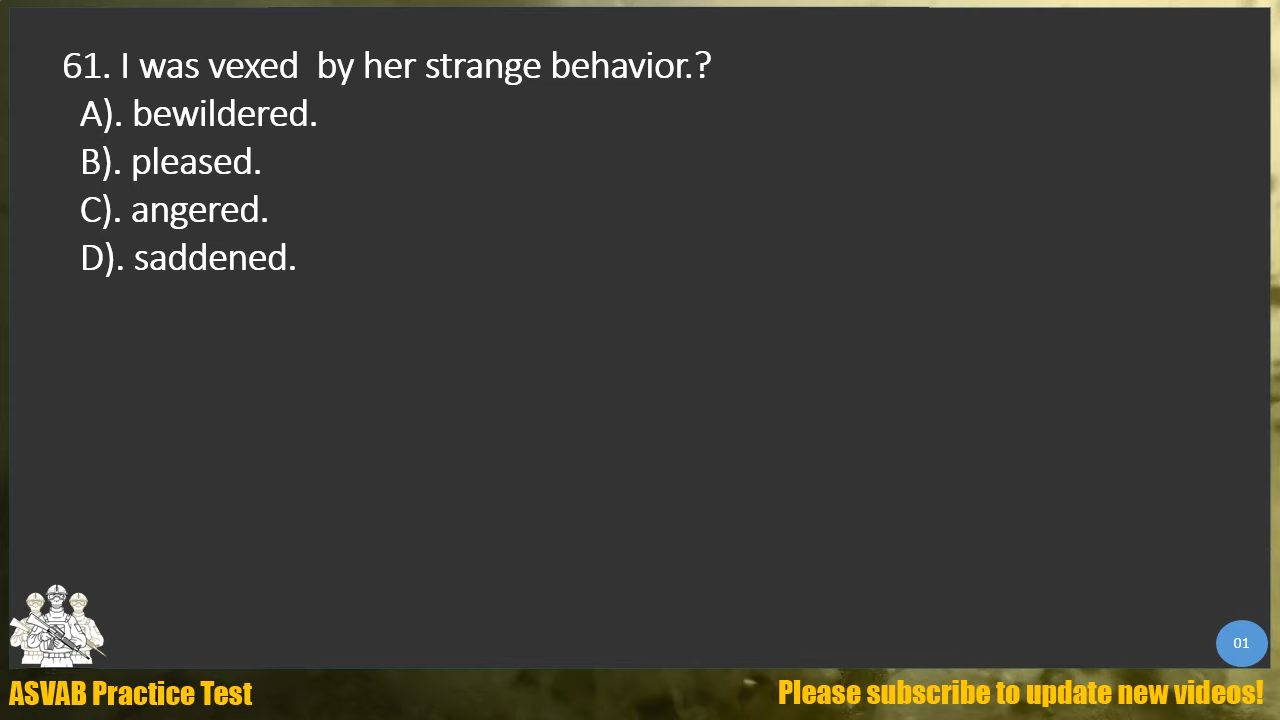 61. I was vexed  by her strange behavior.?
A). bewildered.
B). pleased.
C). angered.
D). saddened.
01
ASVAB Practice Test
Please subscribe to update new videos!